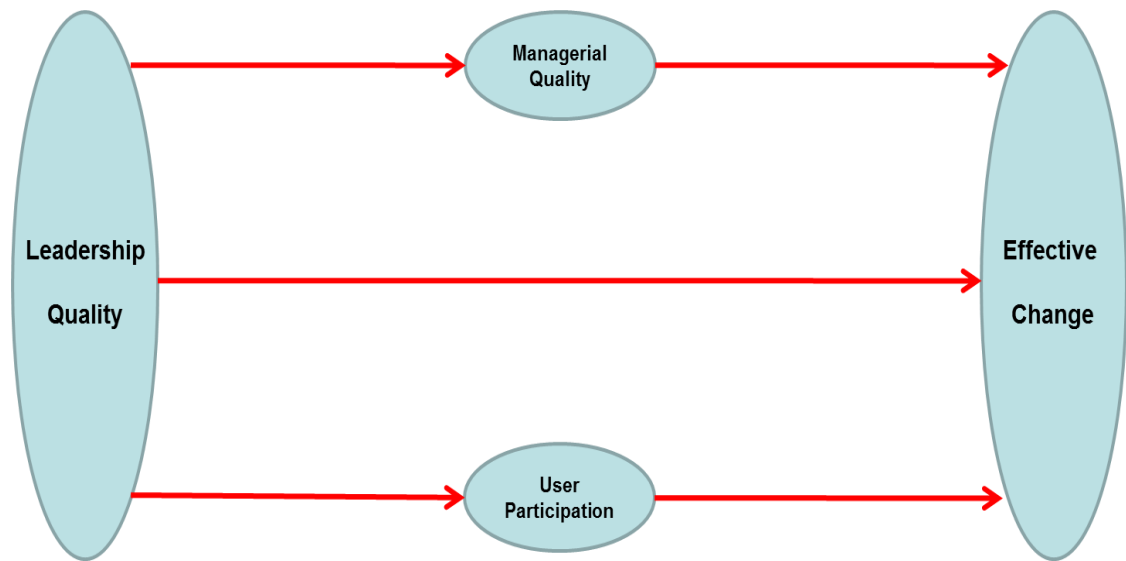 Managerial
Quality
Leadership
Quality
Effective
Change
User
Participation